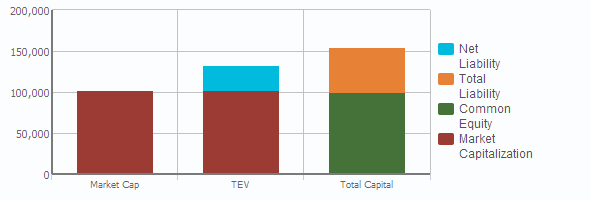 200,000
150,000
100,000
50,000
0
Market Cap
TEV
Total Capital
Net
Liability
Total
Liability
Common
Equity
Market
Capitalization